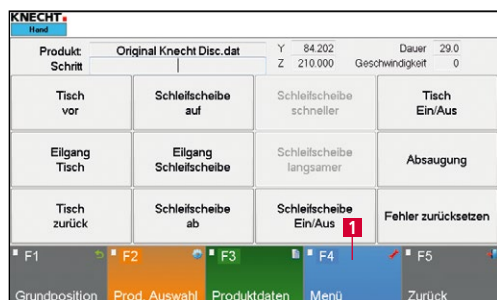 KNECHT.
Hand
Produkt: Original Knecht Disc.dat Y 84.202 Dauer 29.0
Schritt Z 210.000 Geschwindigkeit 0
Tisch vor
Schleifscheibe auf
Schleifscheibe schneller
Tisch Ein/Aus
Eilgang Tisch
Eilgang Schleifscheibe
Schleifscheibe langsamer
Absaugung
Tisch zurück
Schleifscheibe ab
Schleifscheibe Ein/Aus
Fehler zurücksetzen
1
F1 F2 F3 F4 F5
Grundposition Prod. Auswahl Produktdaten Menü Zurück